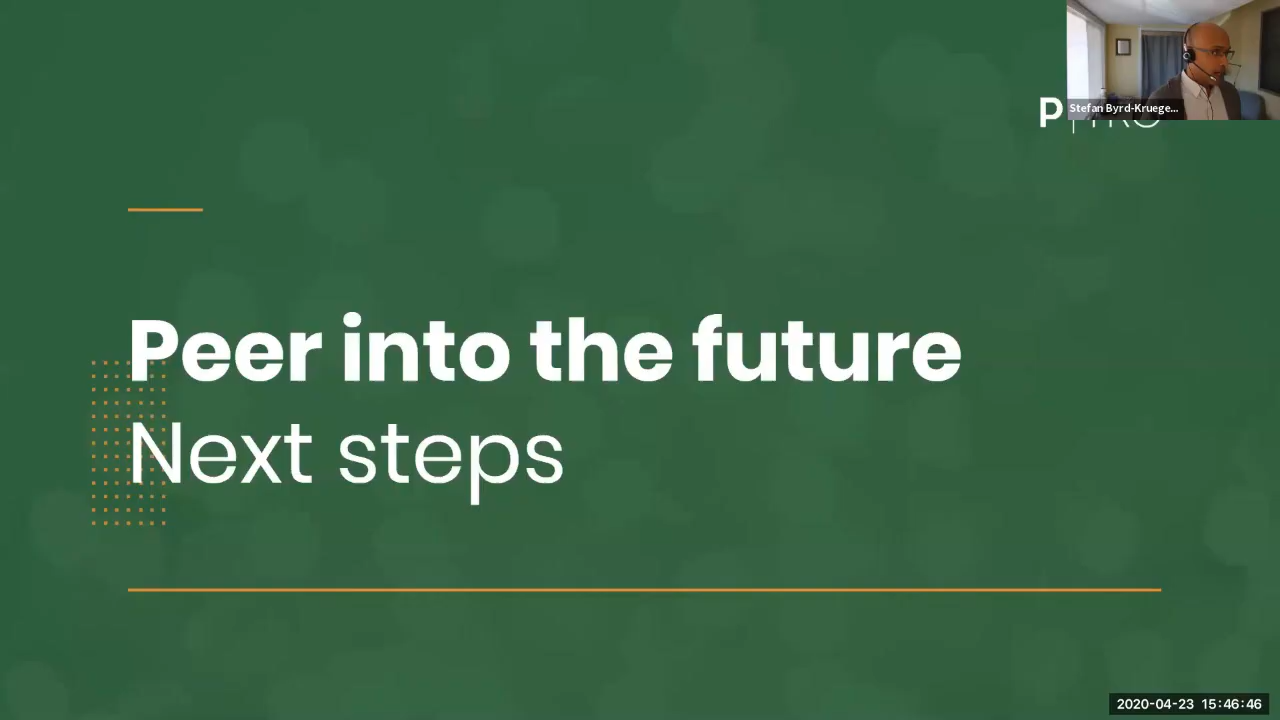 Stefan Byrd-Kruege...
P
Peer into the future
Next steps
2020-04-23 15:46:46